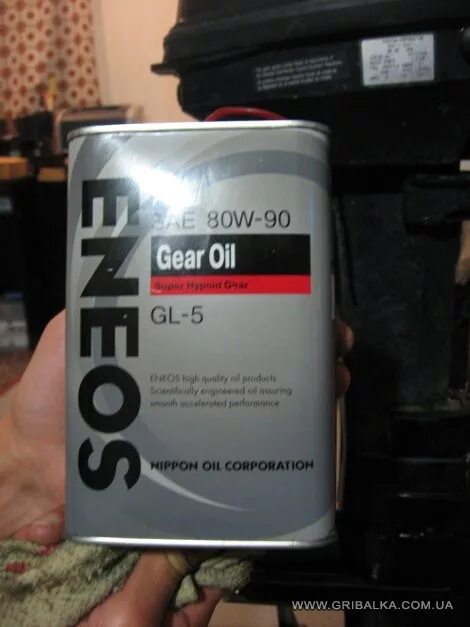 ENEOS
SAE 80W-90
Gear Oil
Super Hypoid Gear
GL-5
ENEOS high quality oil products
Scientifically engineered oil assuring
smooth accelerated performance
NIPPON OIL CORPORATION
WWW.GRIBALKA.COM.UA